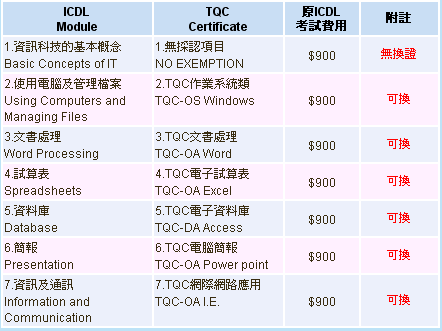 ICDL Module TQC Certificate 原ICDL 考試費用 附註
1.資訊科技的基本概念 1.無採認項目 $900 無換證
Basic Concepts of IT NO EXEMPTION
2.使用電腦及管理檔案 2.TQC作業系統類 $900 可換
Using Computers and TQC-OS Windows
Managing Files
3.文書處理 3.TQC文書處理 $900 可換
Word Processing TQC-OA Word
4.試算表 4.TQC電子試算表 $900 可換
Spreadsheets TQC-OA Excel
5.資料庫 5.TQC電子資料庫 $900 可換
Database TQC-DA Access
6.簡報 6.TQC電腦簡報 $900 可換
Presentation TQC-OA Power point
7.資訊及通訊 7.TQC網際網路應用 $900 可換
Information and TQC-OA I.E.
Communication